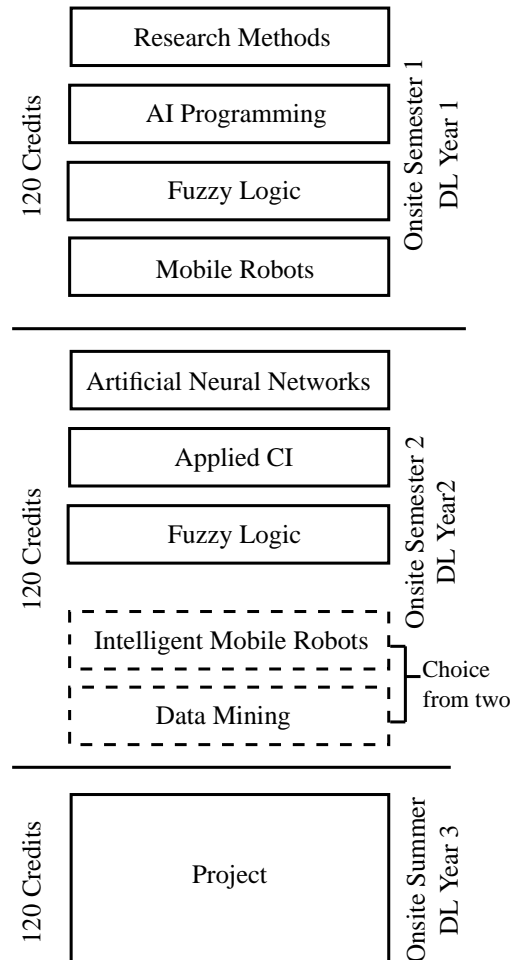 Research Methods
AI Programming
Fuzzy Logic
Mobile Robots
120 Credits
Onsite Semester 1
DL Year 1
Artificial Neural Networks
Applied CI
Fuzzy Logic
Intelligent Mobile Robots
Data Mining
120 Credits
Onsite Semester 2
DL Year2
Choice
from two
Project
120 Credits
Onsite Summer
DL Year 3